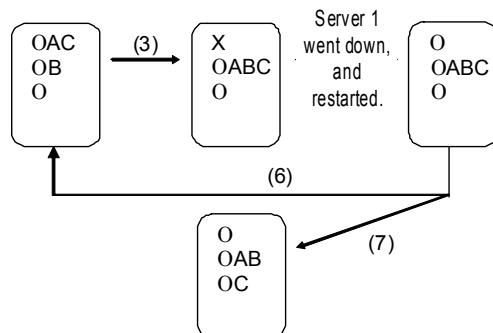 OAC
OB
O
(3)
X
OABC
O
Server 1
went down,
and
restarted.
O
OABC
O
(6)
(7)
O
OAB
OC